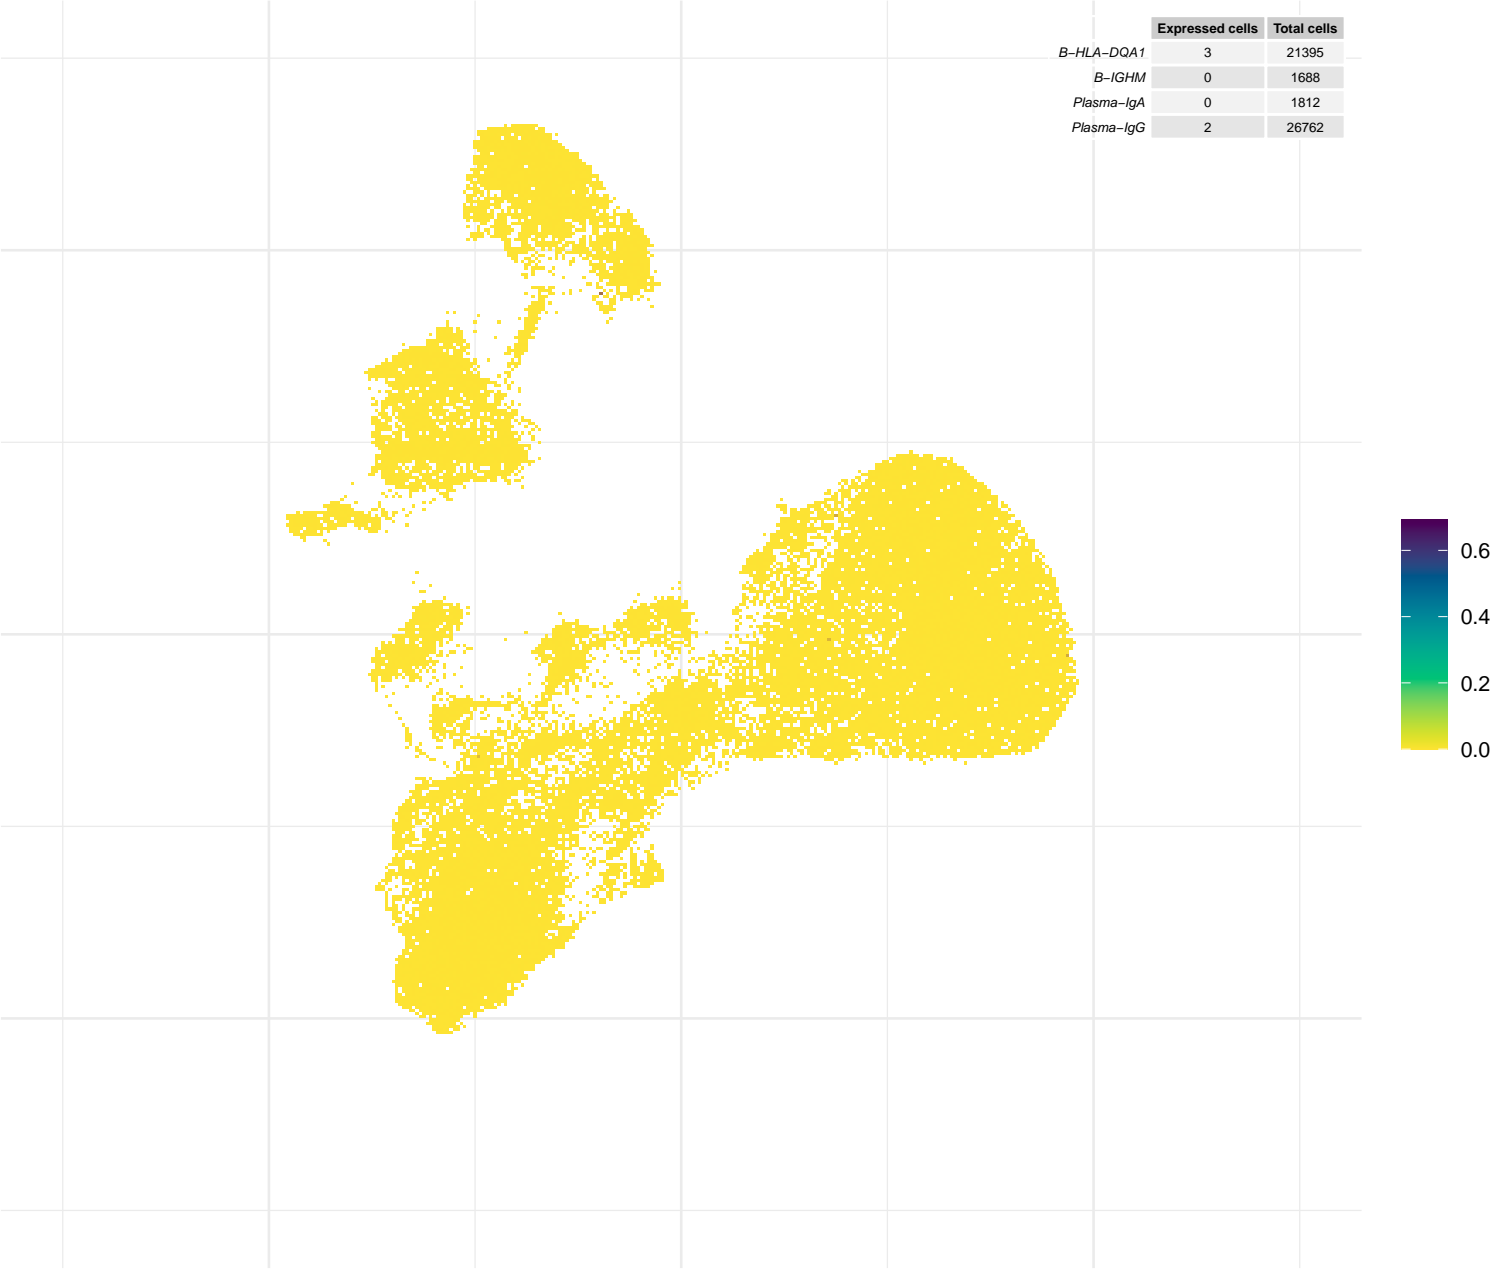 Expressed cells Total cells
B−HLA−DQA1 3 21395
B−IGHM 0 1688
Plasma−IgA 0 1812
Plasma−IgG 2 26762
0.6
0.4
0.2
0.0